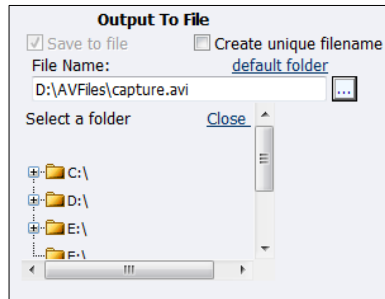 Output To File
Save to file Create unique filename
File Name: default folder
D:\AVFiles\capture.avi ...
Select a folder Close
C:\
D:\
E:\
F:\